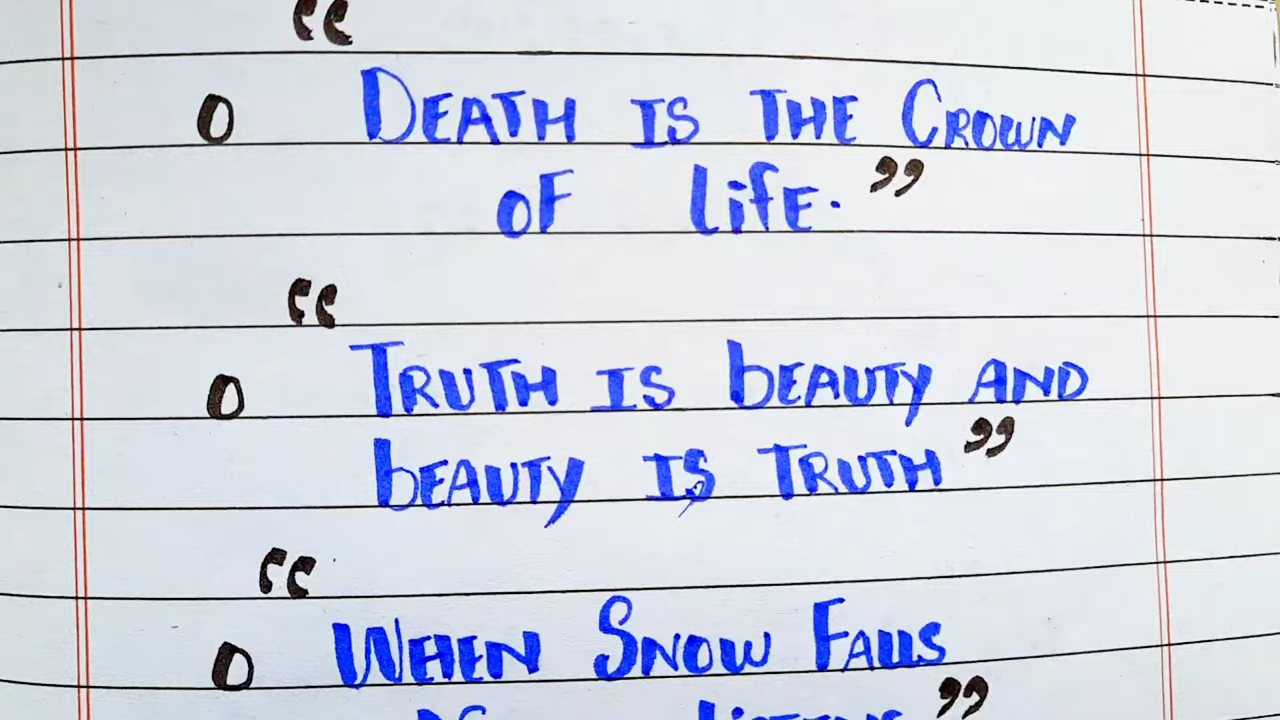 “
o DEATH IS THE CROWN
OF LifE. ”
“
o TRUTH IS bEAUTY AND
bEAUTY IS TRUTH ”
“
o WHEN SNOW FAllS
”